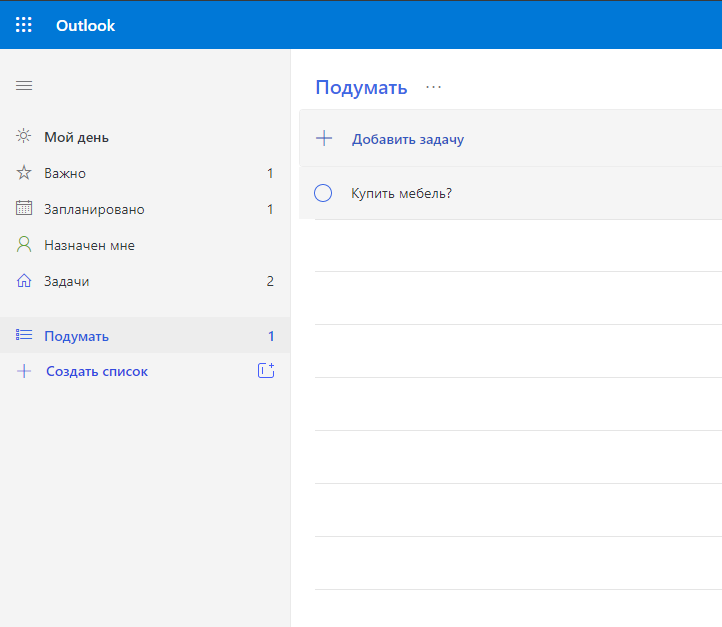 Outlook
Подумать ...
Мой день
Добавить задачу
Важно 1
Купить мебель?
Запланировано 1
Назначен мне
Задачи 2
Подумать 1
Создать список